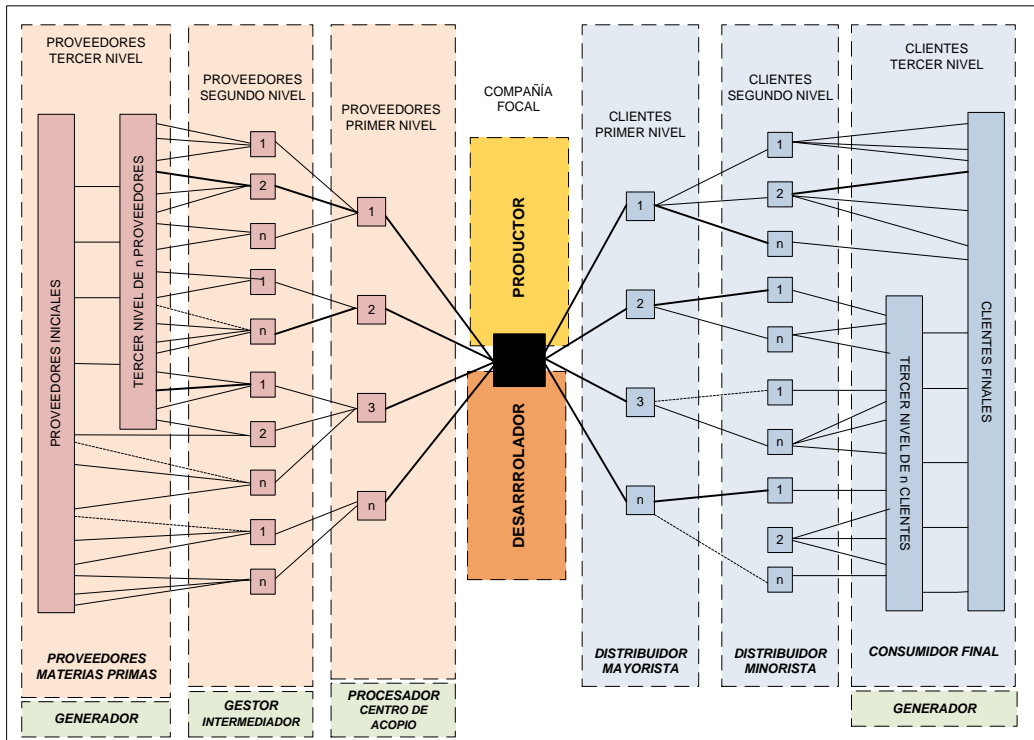 PROVEEDORES
TERCER NIVEL
PROVEEDORES
SEGUNDO NIVEL
PROVEEDORES
PRIMER NIVEL
COMPAÑÍA
FOCAL
CLIENTES
PRIMER NIVEL
CLIENTES
SEGUNDO NIVEL
CLIENTES
TERCER NIVEL
PROVEEDORES INICIALES
TERCER NIVEL DE n PROVEEDORES
1
2
n
1
n
1
2
n
1
n
1
2
3
n
PRODUCTOR
DESARRROLADOR
1
2
3
n
1
2
n
1
n
1
n
1
2
n
TERCER NIVEL DE n CLIENTES
CLIENTES FINALES
PROVEEDORES
MATERIAS PRIMAS
DISTRIBUIDOR
MAYORISTA
DISTRIBUIDOR
MINORISTA
CONSUMIDOR FINAL
GENERADOR
GESTOR
INTERMEDIADOR
PROCESADOR
CENTRO DE
ACOPIO
GENERADOR